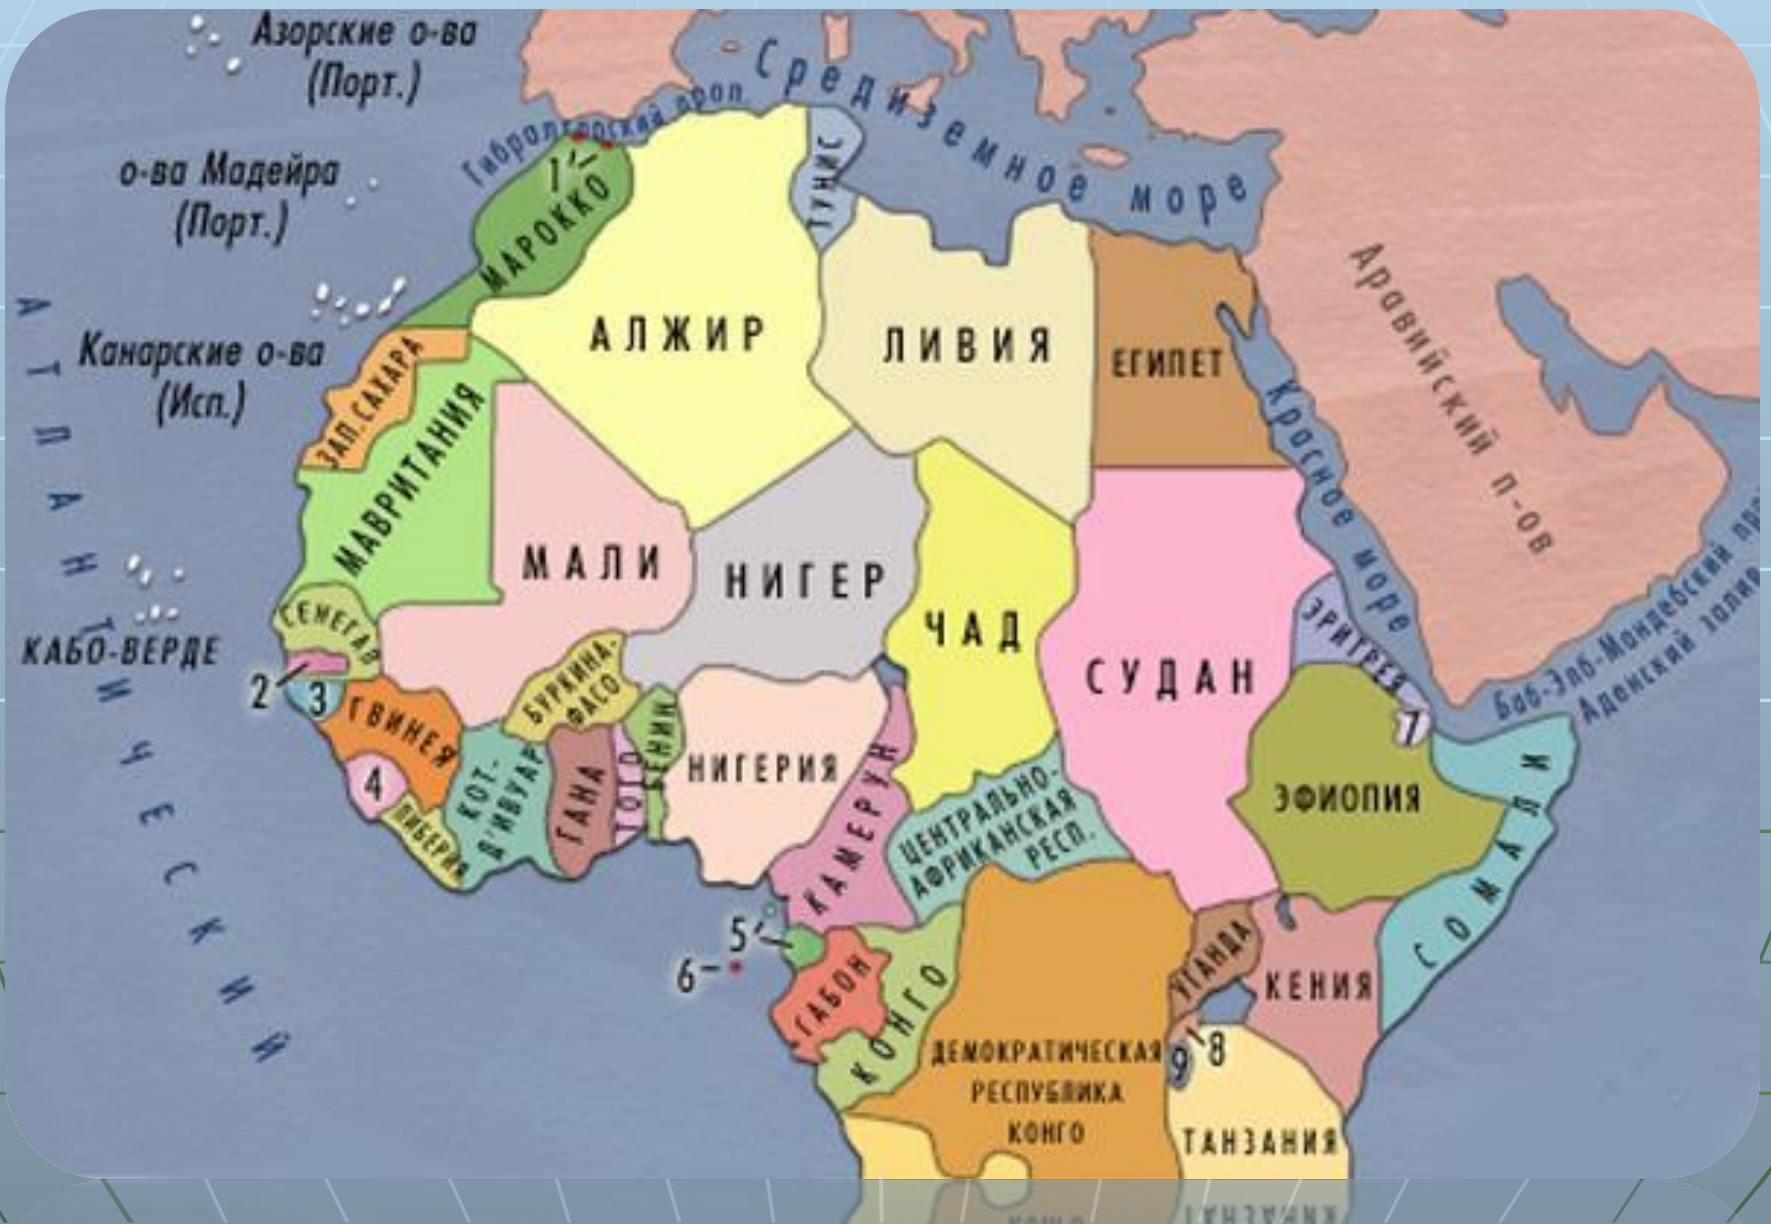 Азорские о-ва
(Порт.)
Средиземное море
Гибралтарский прол.
о-ва Мадейра
(Порт.)
1
МАРОККО
ТУНИС
АЛЖИР
ЛИВИЯ
ЕГИПЕТ
Аравийский п-ов
Канарские о-ва
(Исп.)
ЗАП. САХАРА
МАВРИТАНИЯ
Красное море
АТЛАНТИЧЕСКИЙ
МАЛИ
НИГЕР
ЧАД
СУДАН
ЭРИТРЕЯ
Баб-Эль-Мандебский
Аденский залив
КАБО-ВЕРДЕ
СЕНЕГАЛ
2
3
ГВИНЕЯ
БУРКИНА-
ФАСО
БЕНИН
НИГЕРИЯ
КАМЕРУН
7
4
ЛИБЕРИЯ
КОТ-
Д'ИВУАР
ГАНА
ТОГО
ЦЕНТРАЛЬНО-
АФРИКАНСКАЯ
РЕСП.
ЭФИОПИЯ
СОМАЛИ
5
6
ГАБОН
КОНГО
УГАНДА
КЕНИЯ
ДЕМОКРАТИЧЕСКАЯ
РЕСПУБЛИКА
КОНГО
9
8
ТАНЗАНИЯ